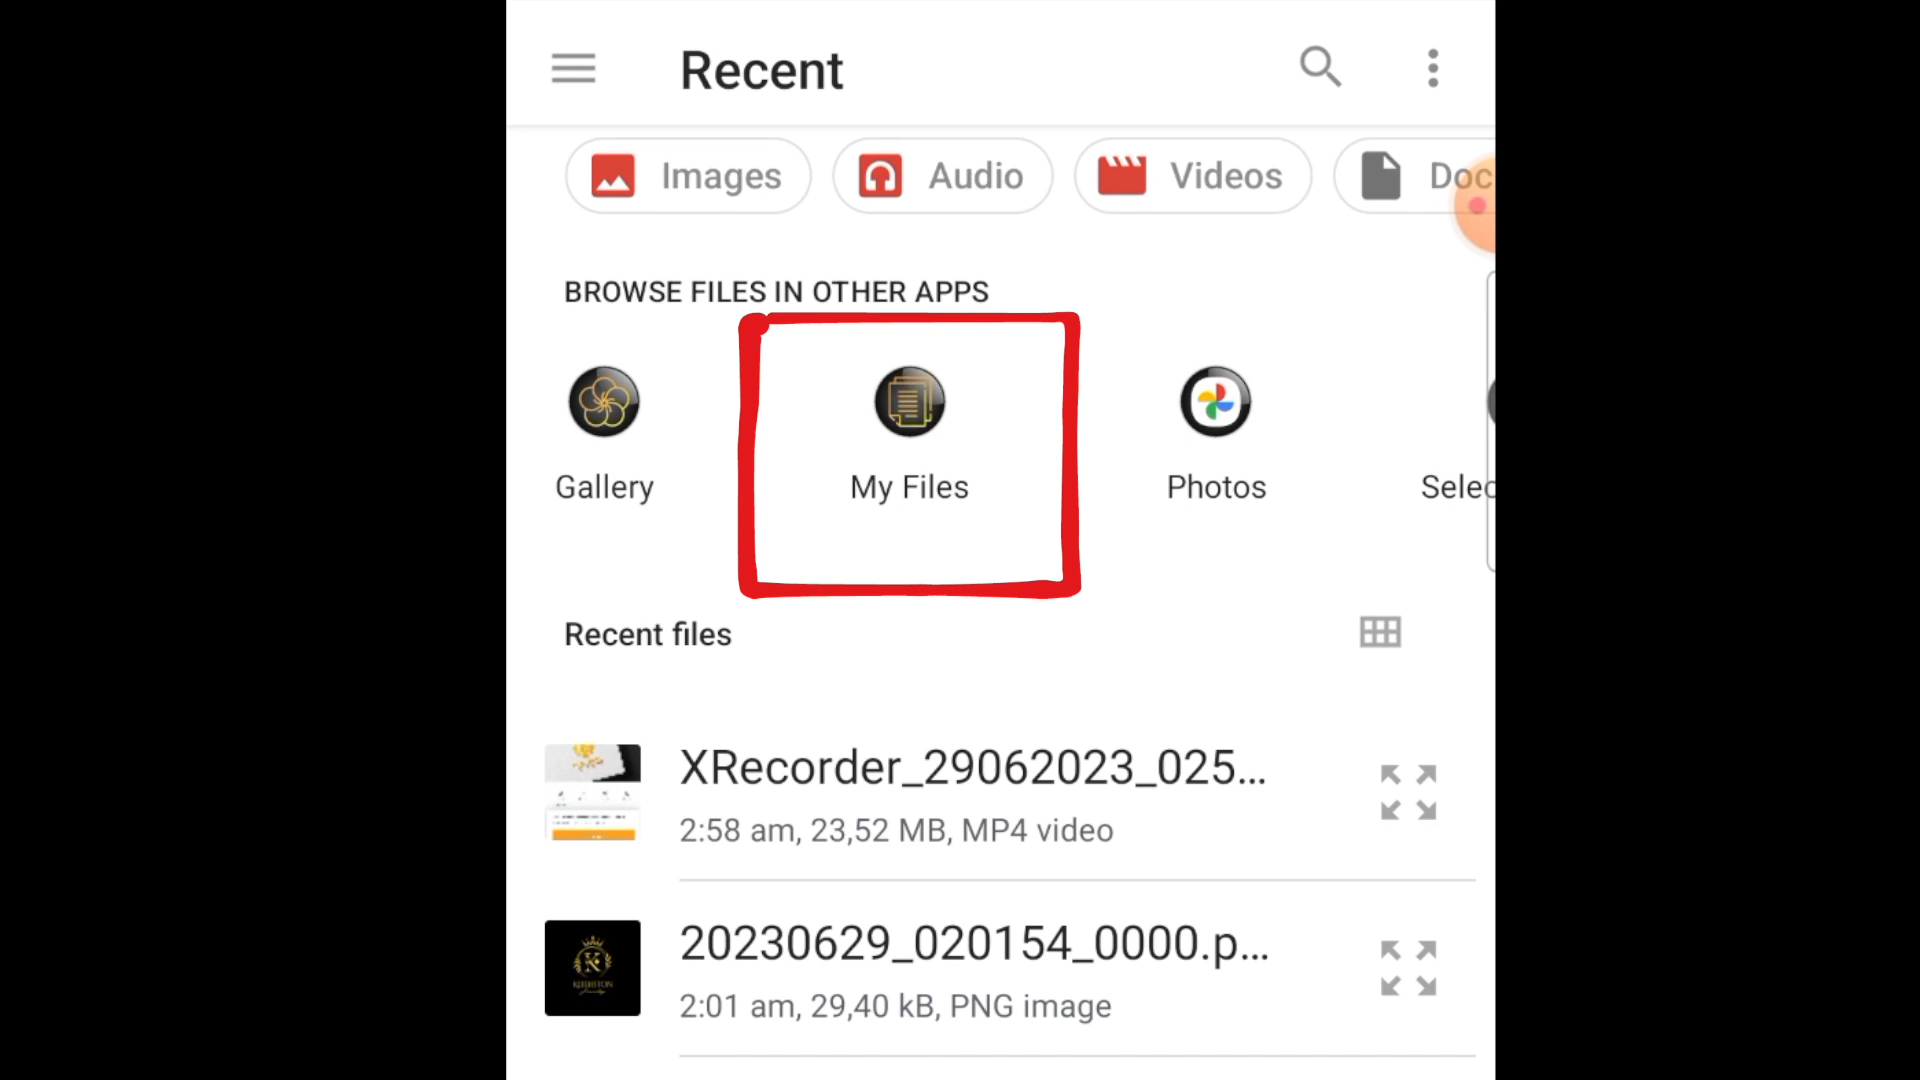 Recent
Images Audio Videos Doc
BROWSE FILES IN OTHER APPS
Gallery My Files Photos Selec
Recent files
XRecorder_29062023_025...
2:58 am, 23,52 MB, MP4 video
20230629_020154_0000.p...
2:01 am, 29,40 kB, PNG image